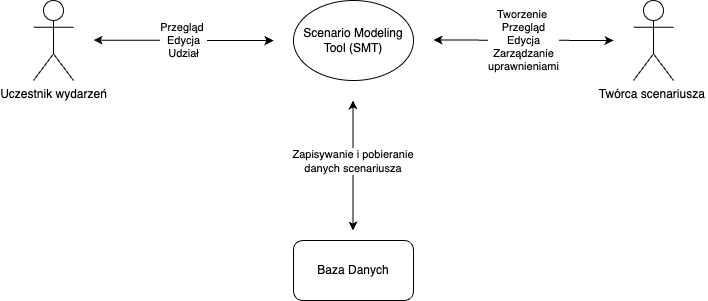 Przegląd
Edycja
Udział
Scenario Modeling
Tool (SMT)
Tworzenie
Przegląd
Edycja
Zarządzanie
uprawnieniami
Uczestnik wydarzeń
Twórca scenariusza
Zapisywanie i pobieranie
danych scenariusza
Baza Danych